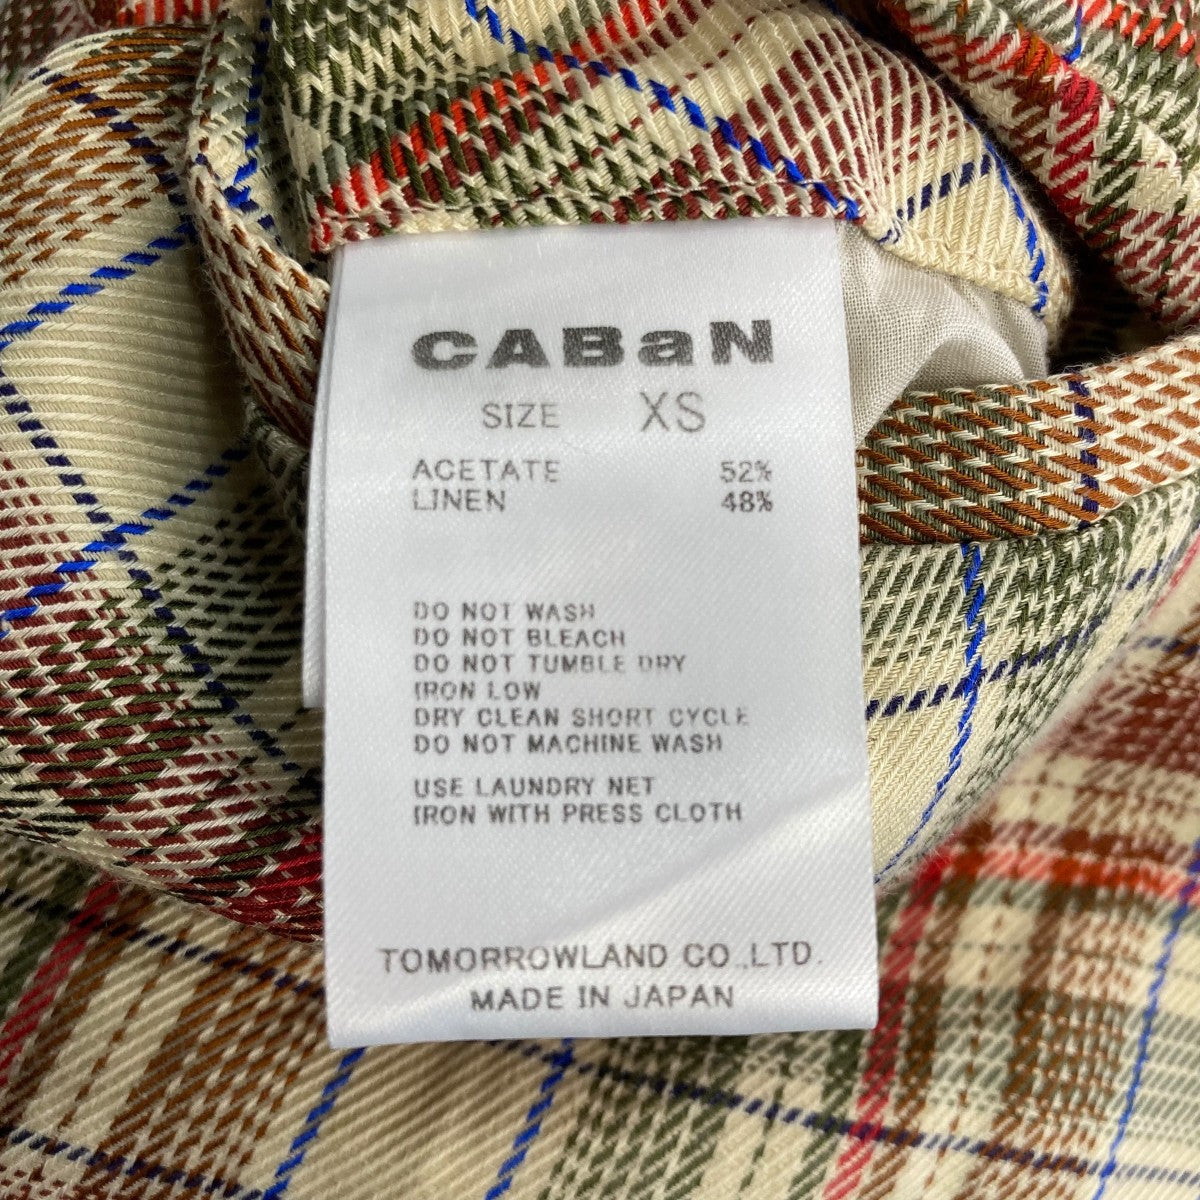 CABaN
SIZE XS
ACETATE 52%
LINEN 48%
DO NOT WASH
DO NOT BLEACH
DO NOT TUMBLE DRY
IRON LOW
DRY CLEAN SHORT CYCLE
DO NOT MACHINE WASH
USE LAUNDRY NET
IRON WITH PRESS CLOTH
TOMORROWLAND CO.,LTD.
MADE IN JAPAN